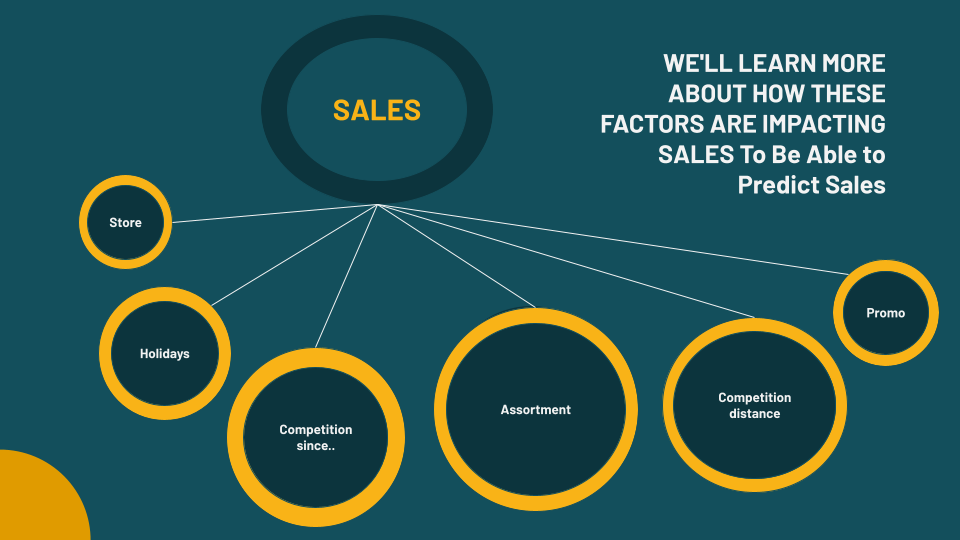 SALES
WE'LL LEARN MORE
ABOUT HOW THESE
FACTORS ARE IMPACTING
SALES To Be Able to
Predict Sales
Store
Holidays
Competition
since..
Assortment
Competition
distance
Promo